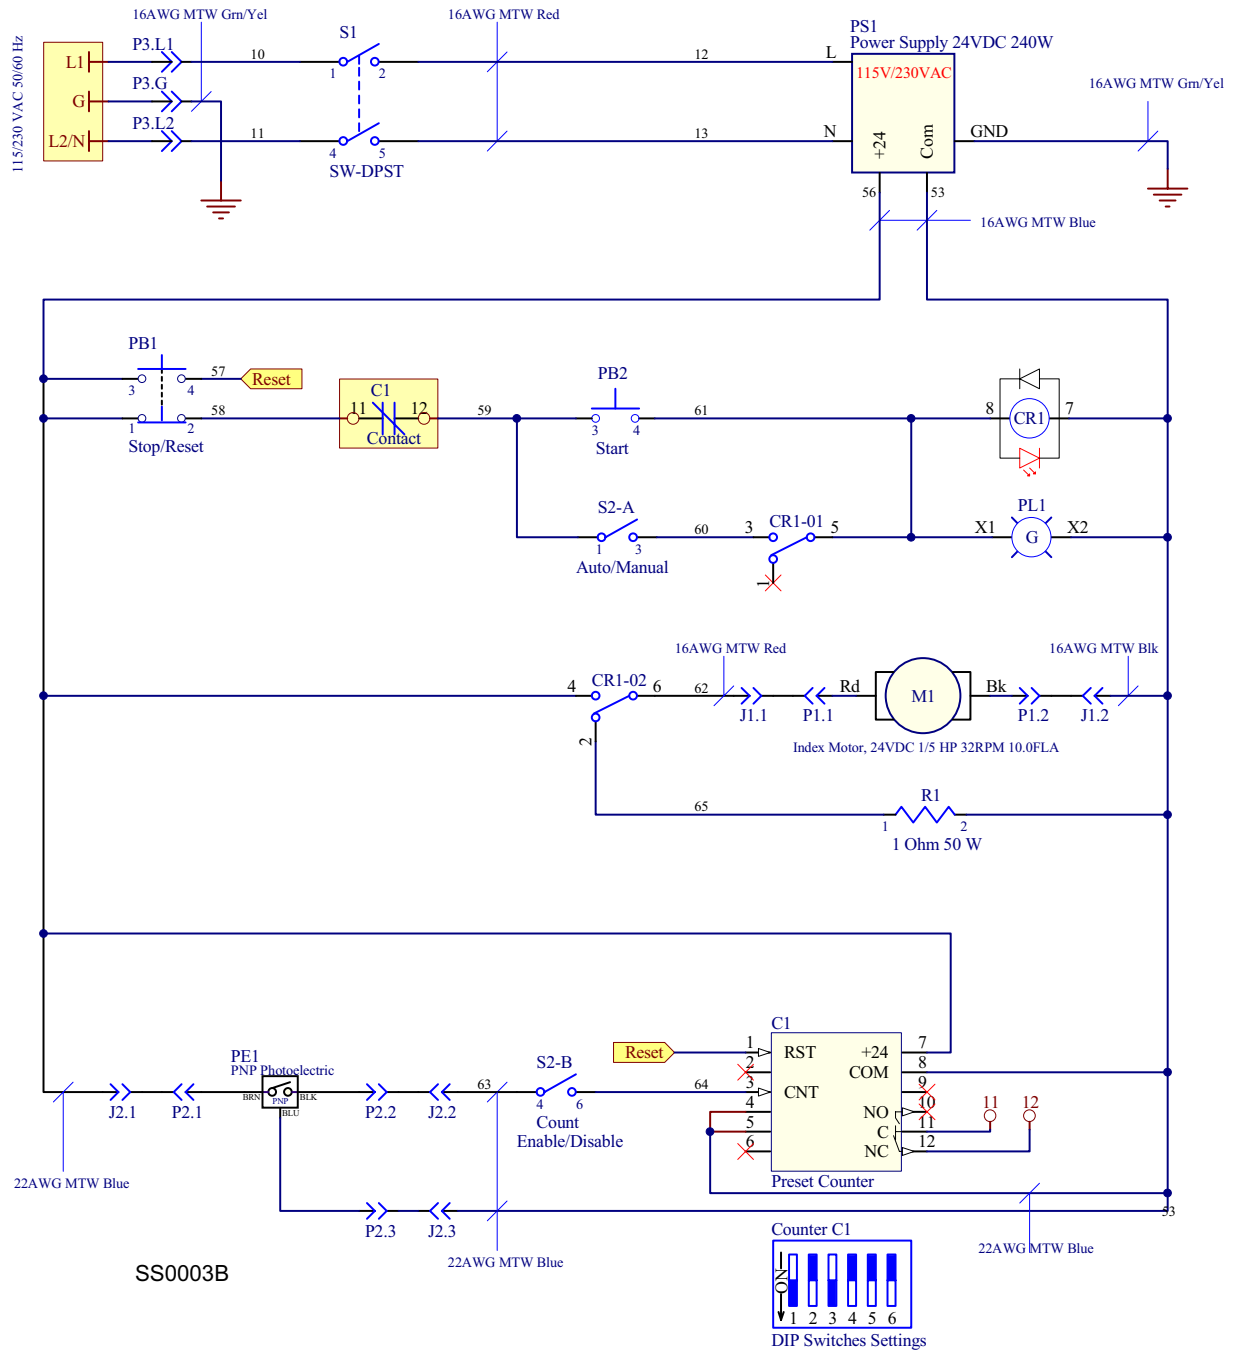 16AWG MTW Grn/Yel
16AWG MTW Red
PS1
Power Supply 24VDC 240W
S1
P3.L1
10
12
L
L1
1
2
115V/230VAC
16AWG MTW Grn/Yel
115/230 VAC 50/60 Hz
P3.G
G
P3.L2
11
13
N
GND
L2/N
4
5
+24
Com
SW-DPST
56
53
16AWG MTW Blue
PB1
57
Reset
3
4
PB2
C1
58
11
12
59
61
8
CR1
7
1
2
Contact
3
4
Stop/Reset
Start
S2-A
PL1
60
3
CR1-01
5
X1
G
X2
1
3
Auto/Manual
1
16AWG MTW Red
16AWG MTW Blk
4
CR1-02
6
62
Rd
M1
Bk
J1.1
P1.1
P1.2
J1.2
2
Index Motor, 24VDC 1/5 HP 32RPM 10.0FLA
R1
65
1
2
1 Ohm 50 W
C1
PE1
PNP Photoelectric
S2-B
Reset
1
RST
+24
7
2
COM
8
63
64
3
CNT
9
BRN
PNP
BLK
BLU
J2.1
P2.1
P2.2
J2.2
4
6
4
NO
10
11
12
Count
Enable/Disable
5
C
11
6
NC
12
22AWG MTW Blue
Preset Counter
P2.3
J2.3
53
Counter C1
22AWG MTW Blue
22AWG MTW Blue
SS0003B
ON
1 2 3 4 5 6
DIP Switches Settings